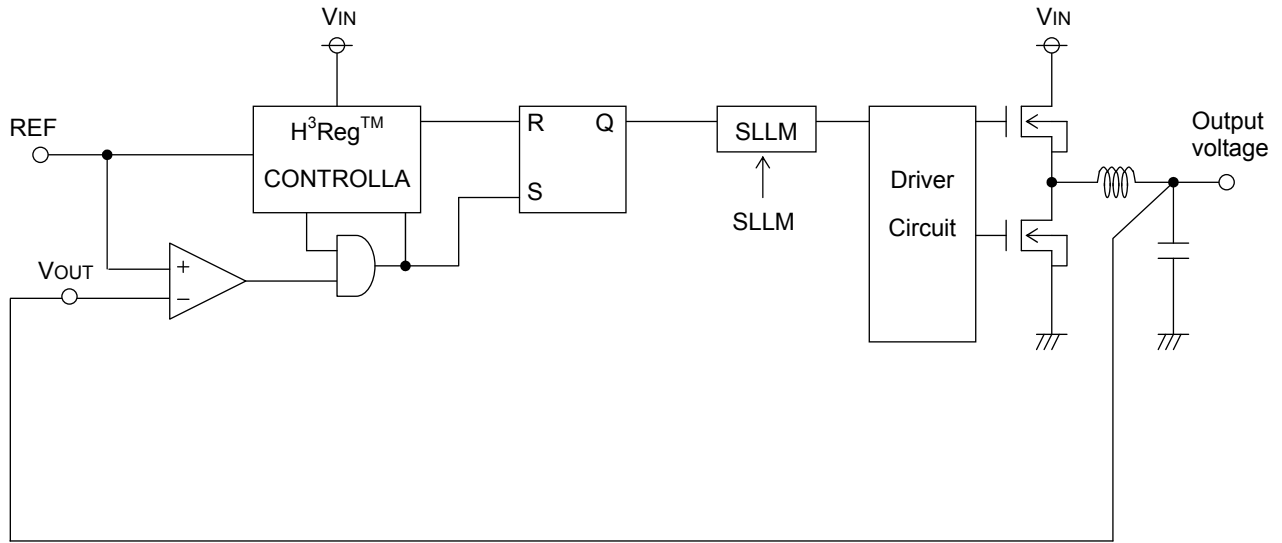 VIN
VIN
REF
H³Reg™
CONTROLLA
R
Q
S
SLLM
SLLM
Driver
Circuit
Output
voltage
VOUT
+
−